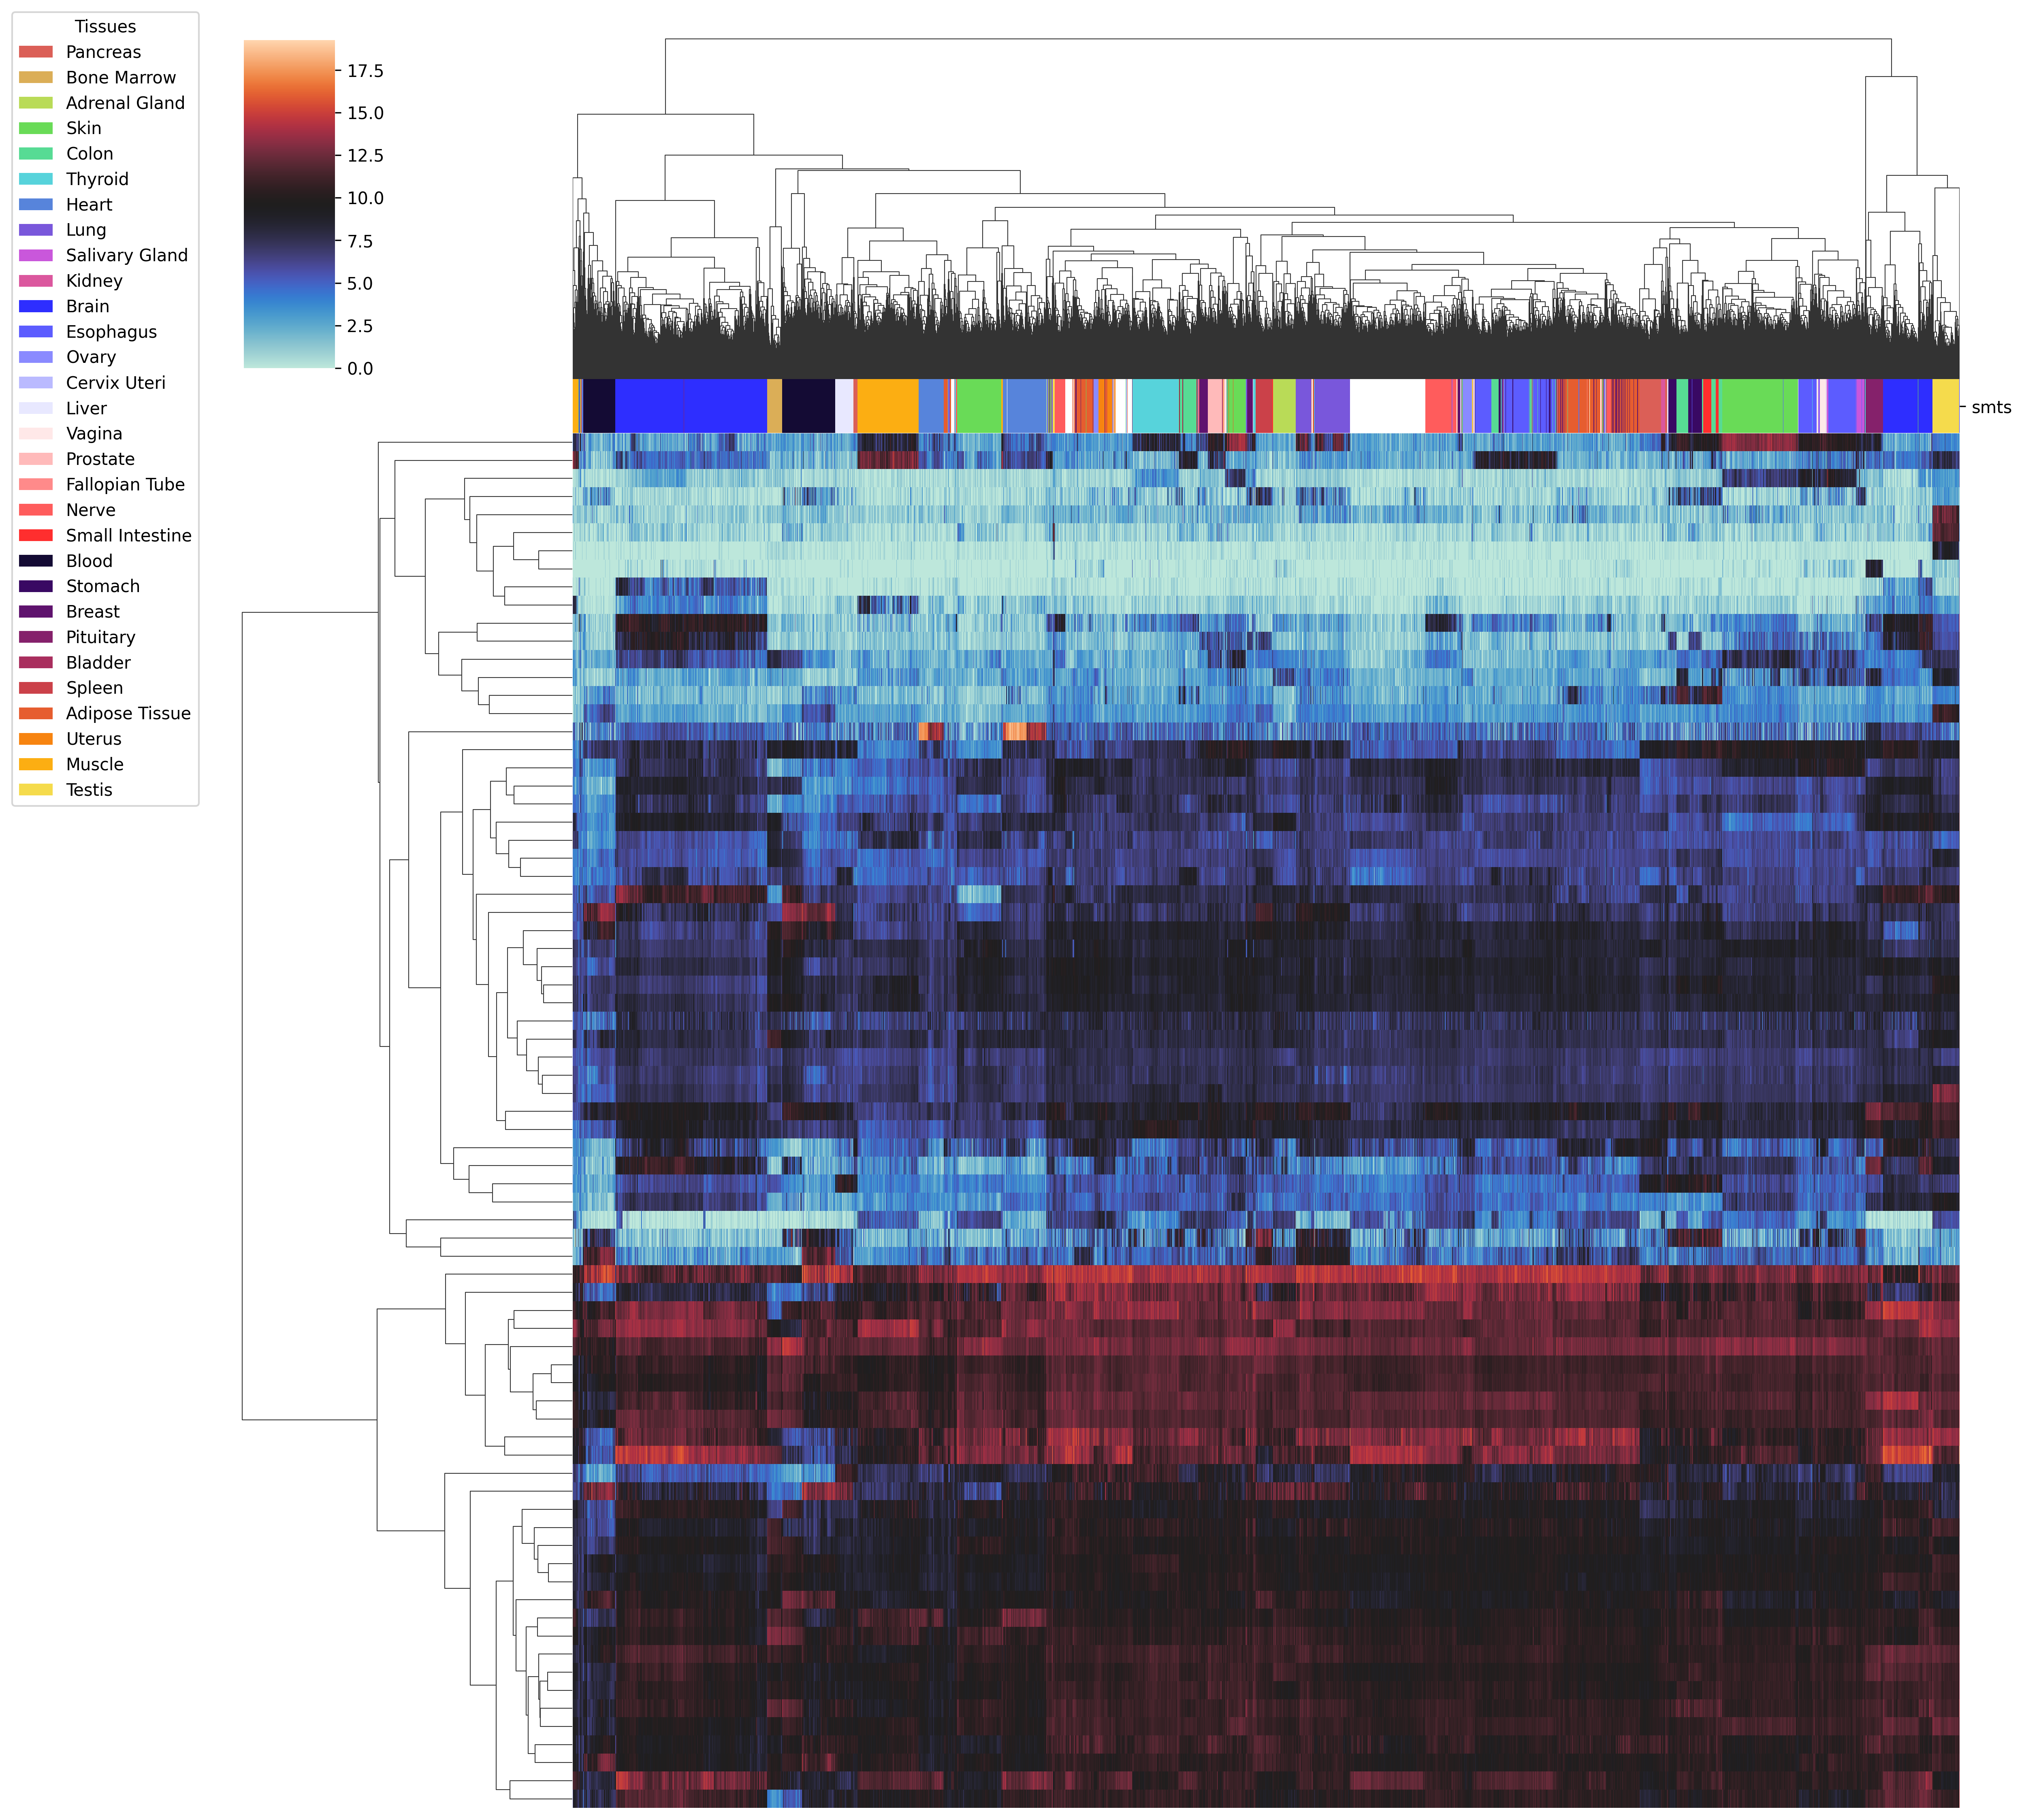 Tissues
Pancreas
Bone Marrow
Adrenal Gland
Skin
Colon
Thyroid
Heart
Lung
Salivary Gland
Kidney
Brain
Esophagus
Ovary
Cervix Uteri
Liver
Vagina
Prostate
Fallopian Tube
Nerve
Small Intestine
Blood
Stomach
Breast
Pituitary
Bladder
Spleen
Adipose Tissue
Uterus
Muscle
Testis
17.5
15.0
12.5
10.0
7.5
5.0
2.5
0.0
smts